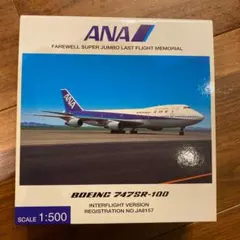 ANA
FAREWELL SUPER JUMBO LAST FLIGHT MEMORIAL
BOEING 747SR-100
INTERFLIGHT VERSION
REGISTRATION NO.JA8157
SCALE 1:500